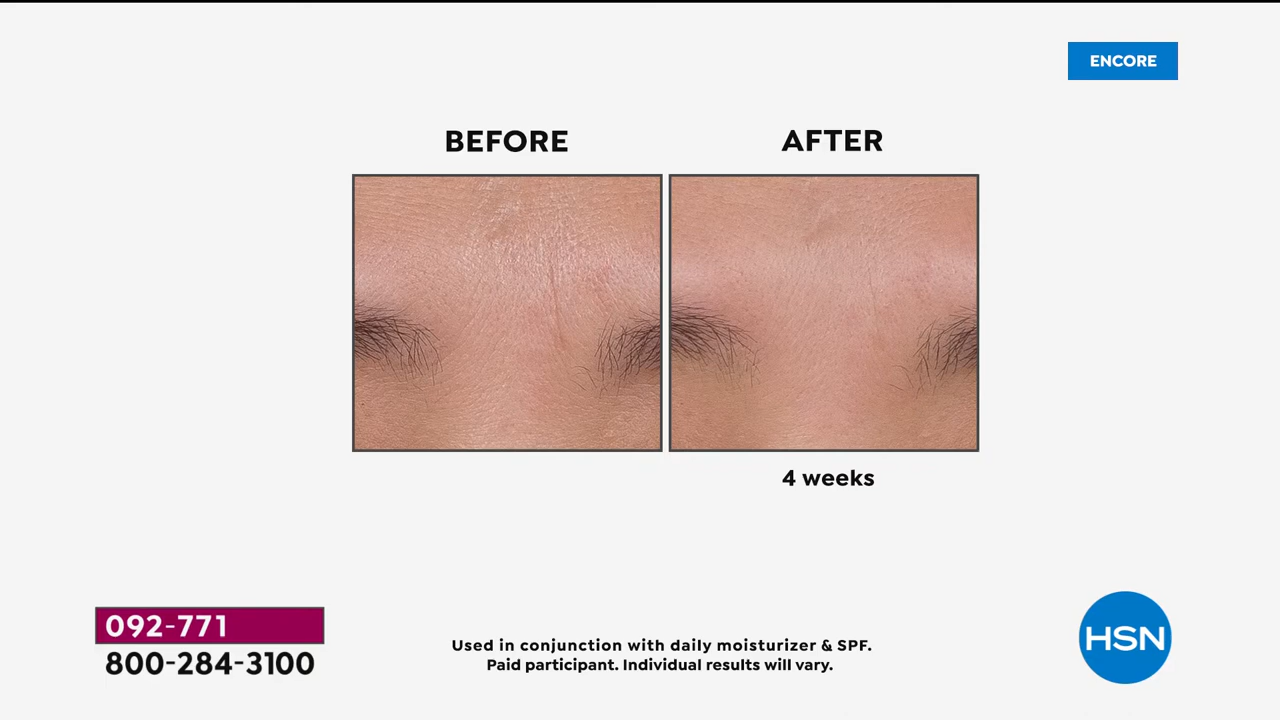 ENCORE
BEFORE
AFTER
4 weeks
092-771
800-284-3100
Used in conjunction with daily moisturizer & SPF.
Paid participant. Individual results will vary.
HSN